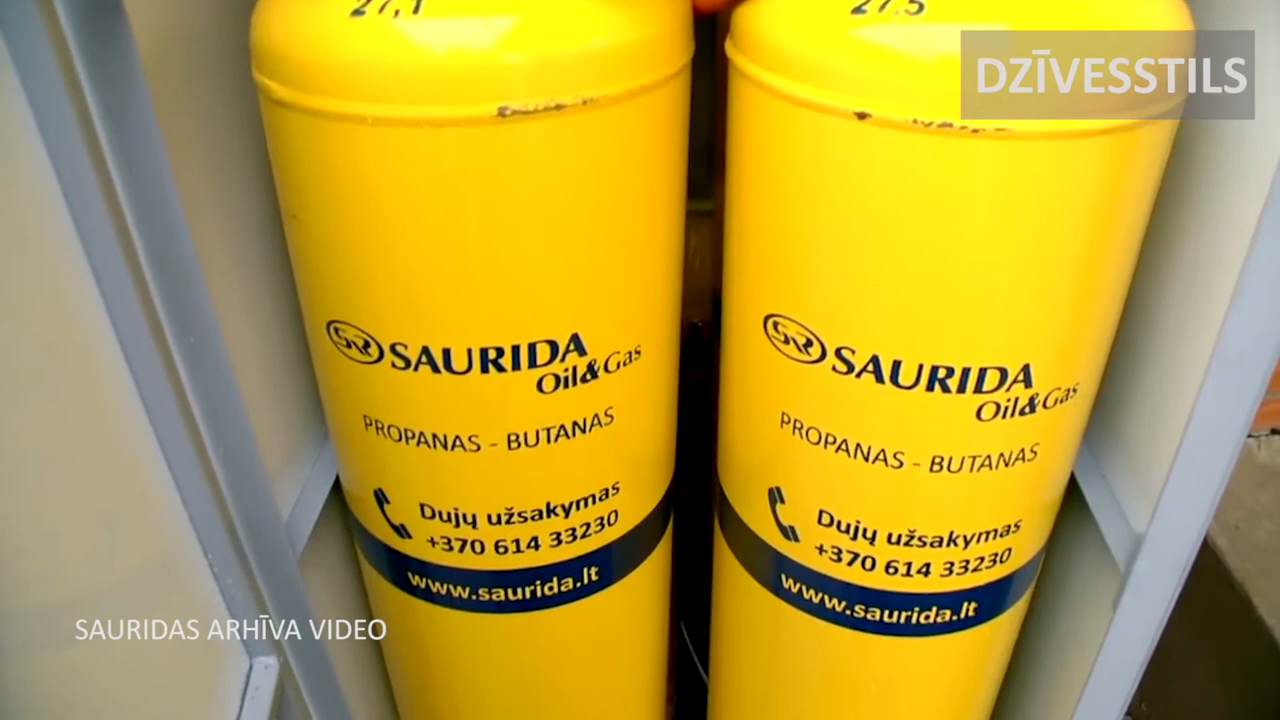 27,1
27.5
DZĪVESSTILS
SR SAURIDA
Oil&Gas
PROPANAS - BUTANAS
Dujų užsakymas
+370 614 33230
www.saurida.lt
SR SAURIDA
Oil&Gas
PROPANAS - BUTANAS
Dujų užsakymas
+370 614 33230
www.saurida.lt
SAURIDAS ARHĪVA VIDEO